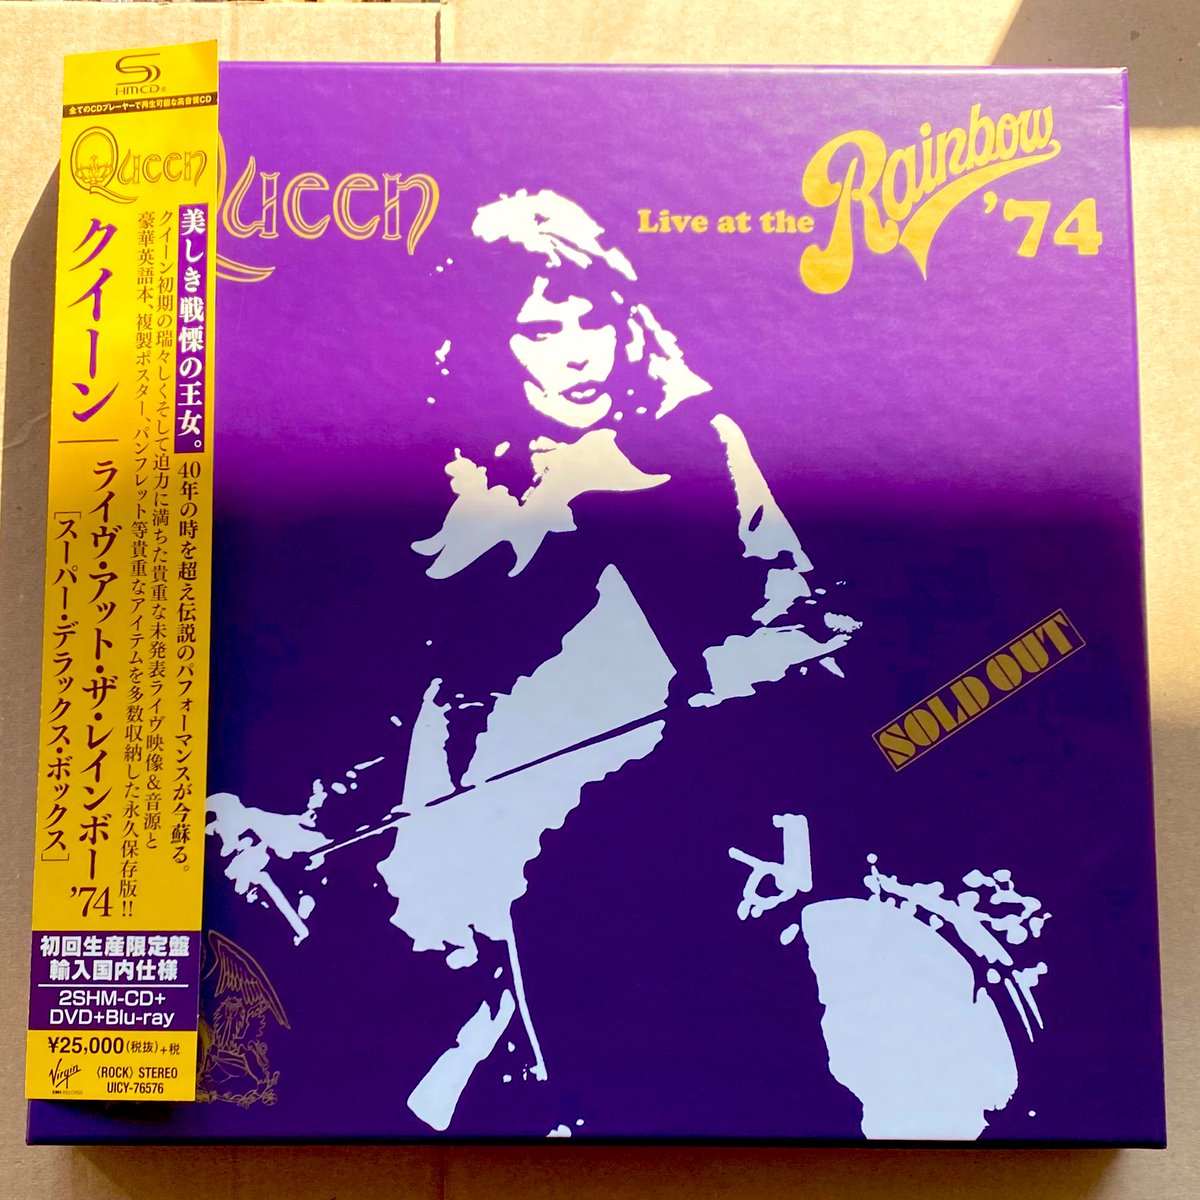 SHM-CD®
全てのCDプレーヤーで再生可能な高音質CD
Queen
クイーン
ライヴ・アット・ザ・レインボー '74
[スーパー・デラックス・ボックス]
美しき戦慄の王女。40年の時を超え伝説のパフォーマンスが今蘇る。
クイーン初期の瑞々しくそして迫力に満ちた貴重な未発表ライヴ映像&音源と
豪華英語本、複製ポスター、パンフレット等貴重なアイテムを多数収納した永久保存版!!
初回生産限定盤
輸入国内仕様
2SHM-CD+
DVD+Blu-ray
¥25,000(税抜)+税
Virgin
〈ROCK〉 STEREO
UICY-76576
Queen
Live at the Rainbow '74
SOLD OUT